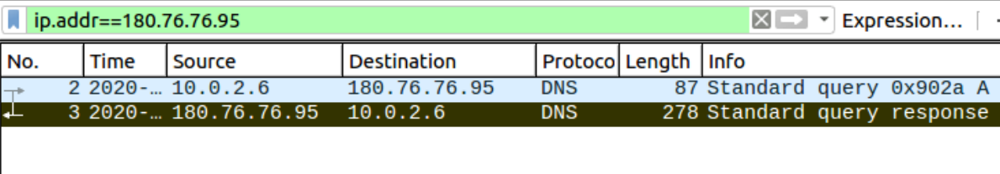 ip.addr==180.76.76.95 Expression…
No. Time Source Destination Protoco Length Info
2 2020-… 10.0.2.6 180.76.76.95 DNS 87 Standard query 0x902a A
3 2020-… 180.76.76.95 10.0.2.6 DNS 278 Standard query response